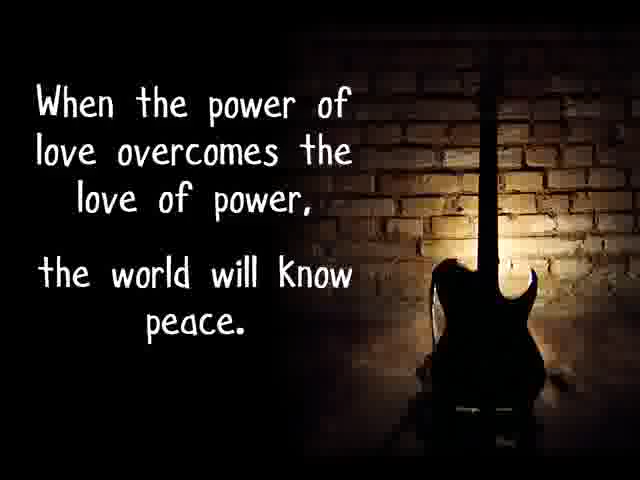 When the power of
love overcomes the
love of power,
the world will know
peace.